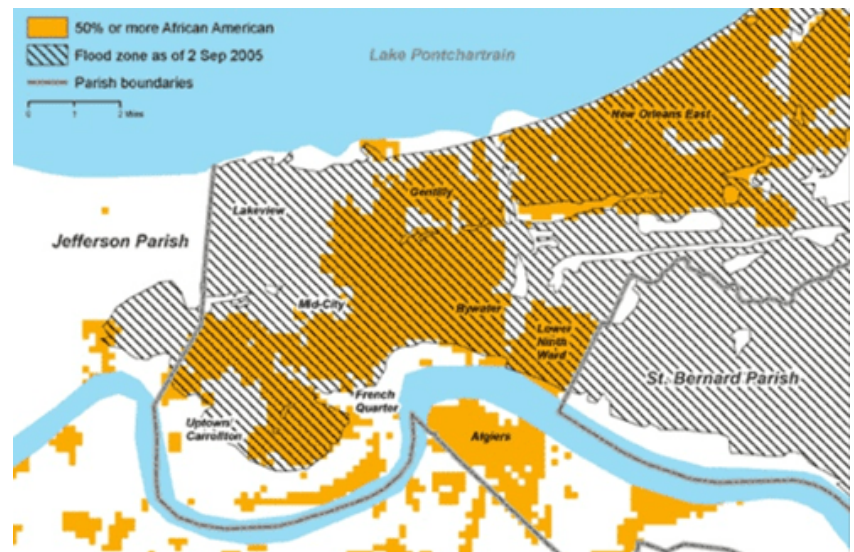 50% or more African American
Flood zone as of 2 Sep 2005
Parish boundaries
0 1 2 Miles
Lake Pontchartrain
New Orleans East
Gentilly
Lakeview
Jefferson Parish
Mid-City
Bywater
Lower
Ninth
Ward
St. Bernard Parish
French
Quarter
Uptown/
Carrollton
Algiers